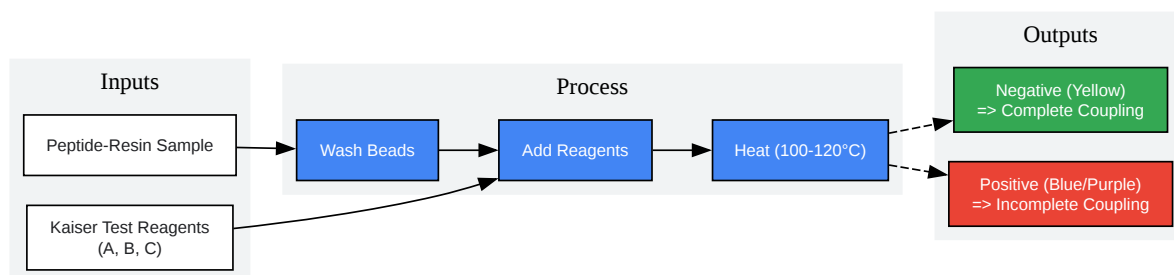 Inputs
Peptide-Resin Sample
Kaiser Test Reagents
(A, B, C)
Process
Wash Beads
Add Reagents
Heat (100-120°C)
Outputs
Negative (Yellow)
=> Complete Coupling
Positive (Blue/Purple)
=> Incomplete Coupling